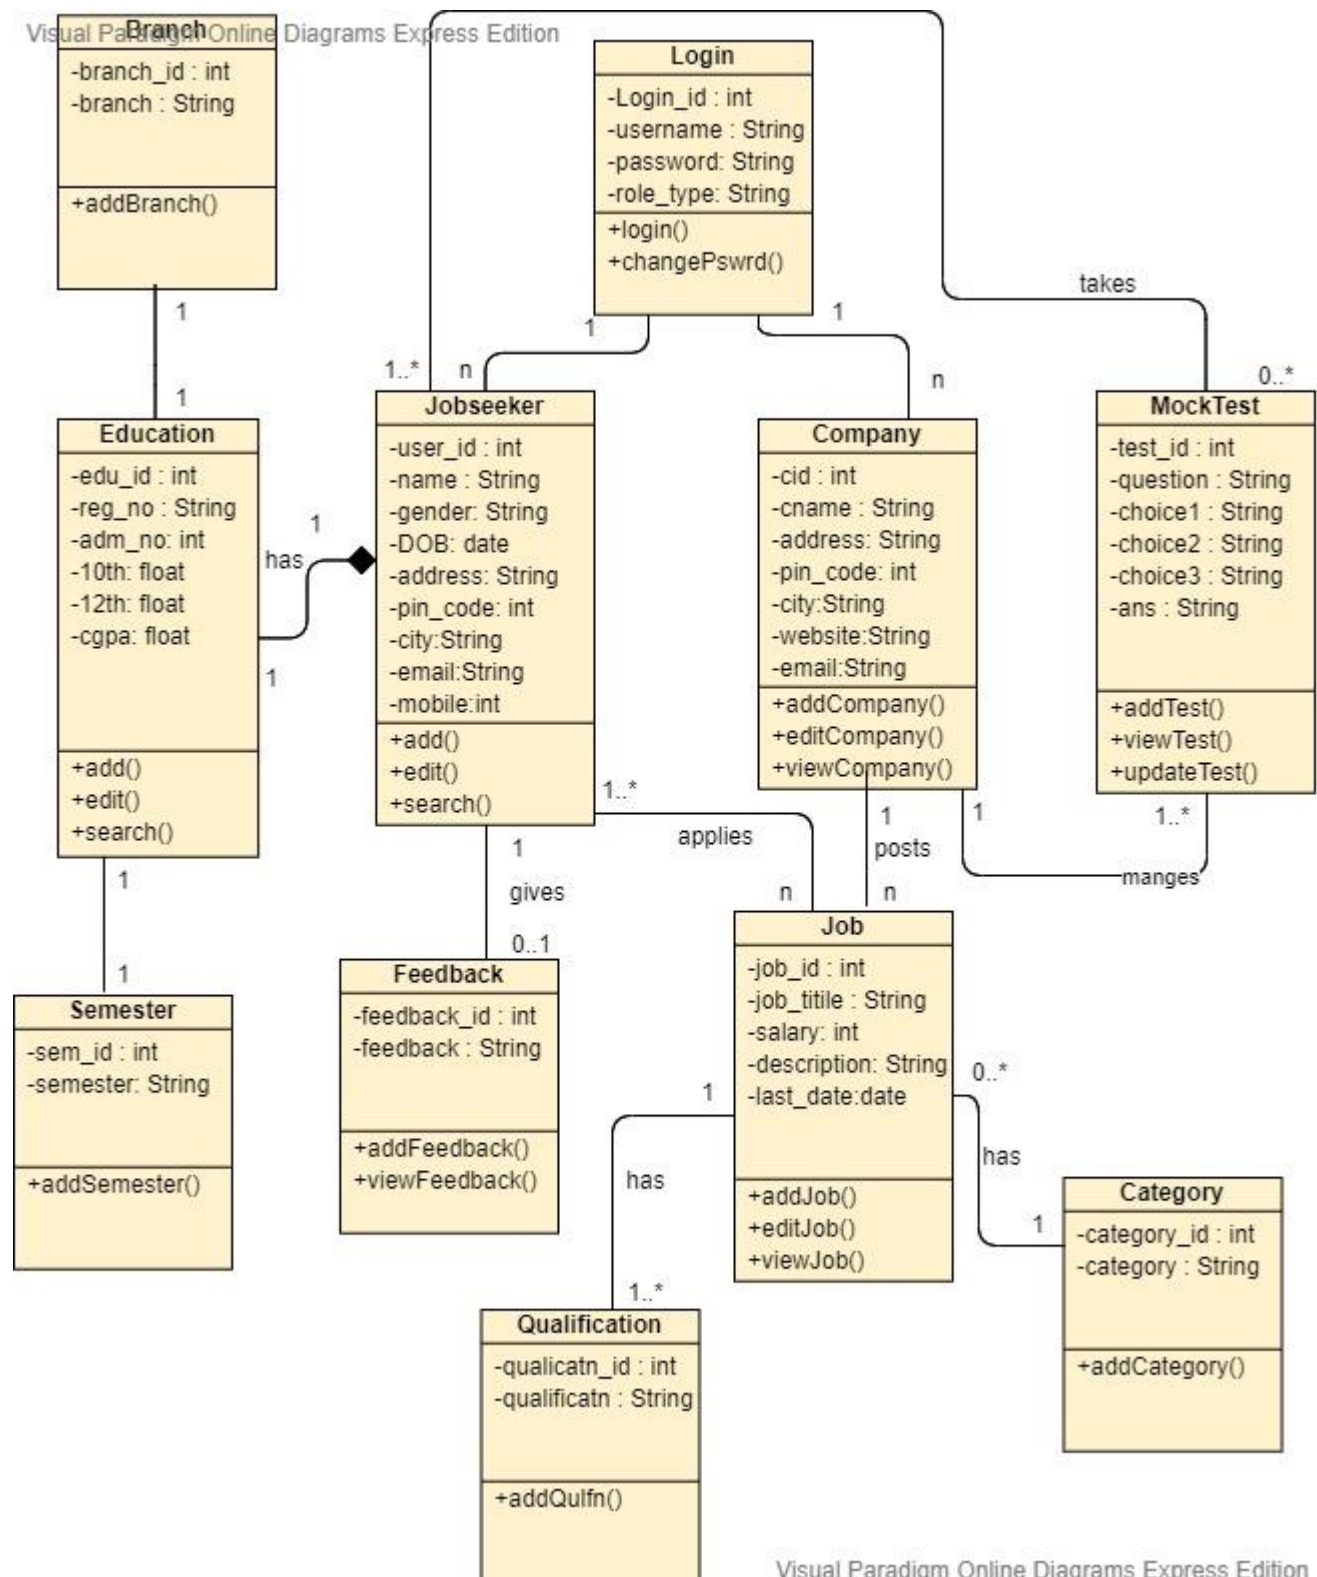 Visual Paradigm Online Diagrams Express Edition
Branch
-branch_id : int
-branch : String
+addBranch()
1
1
Login
-Login_id : int
-username : String
-password: String
-role_type: String
+login()
+changePswrd()
1
n
1
n
takes
1..*
0..*
Education
-edu_id : int
-reg_no : String
-adm_no: int
-10th: float
-12th: float
-cgpa: float
+add()
+edit()
+search()
1
has
1
Jobseeker
-user_id : int
-name : String
-gender: String
-DOB: date
-address: String
-pin_code: int
-city:String
-email:String
-mobile:int
+add()
+edit()
+search()
Company
-cid : int
-cname : String
-address: String
-pin_code: int
-city:String
-website:String
-email:String
+addCompany()
+editCompany()
+viewCompany()
MockTest
-test_id : int
-question : String
-choice1 : String
-choice2 : String
-choice3 : String
-ans : String
+addTest()
+viewTest()
+updateTest()
1..*
applies
n
1
posts
n
1
manges
1..*
1
1
1
gives
0..1
Semester
-sem_id : int
-semester: String
+addSemester()
Feedback
-feedback_id : int
-feedback : String
+addFeedback()
+viewFeedback()
Job
-job_id : int
-job_titile : String
-salary: int
-description: String
-last_date:date
+addJob()
+editJob()
+viewJob()
1
has
1..*
0..*
has
1
Category
-category_id : int
-category : String
+addCategory()
Qualification
-qualicatn_id : int
-qualificatn : String
+addQulfn()
Visual Paradigm Online Diagrams Express Edition